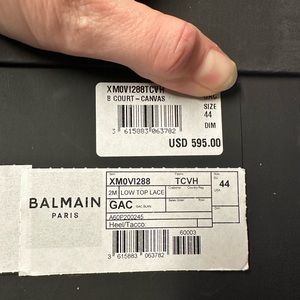 XM0VI288TCVH
B COURT-CANVAS
SIZE
44
DIM
3 615883 063782
USD 595.00
BALMAIN
PARIS
XM0VI288
TCVH
44
2M
LOW TOP LACE
GAC
A60P200245
Heel/Tacco:
60003
3 615883 063782